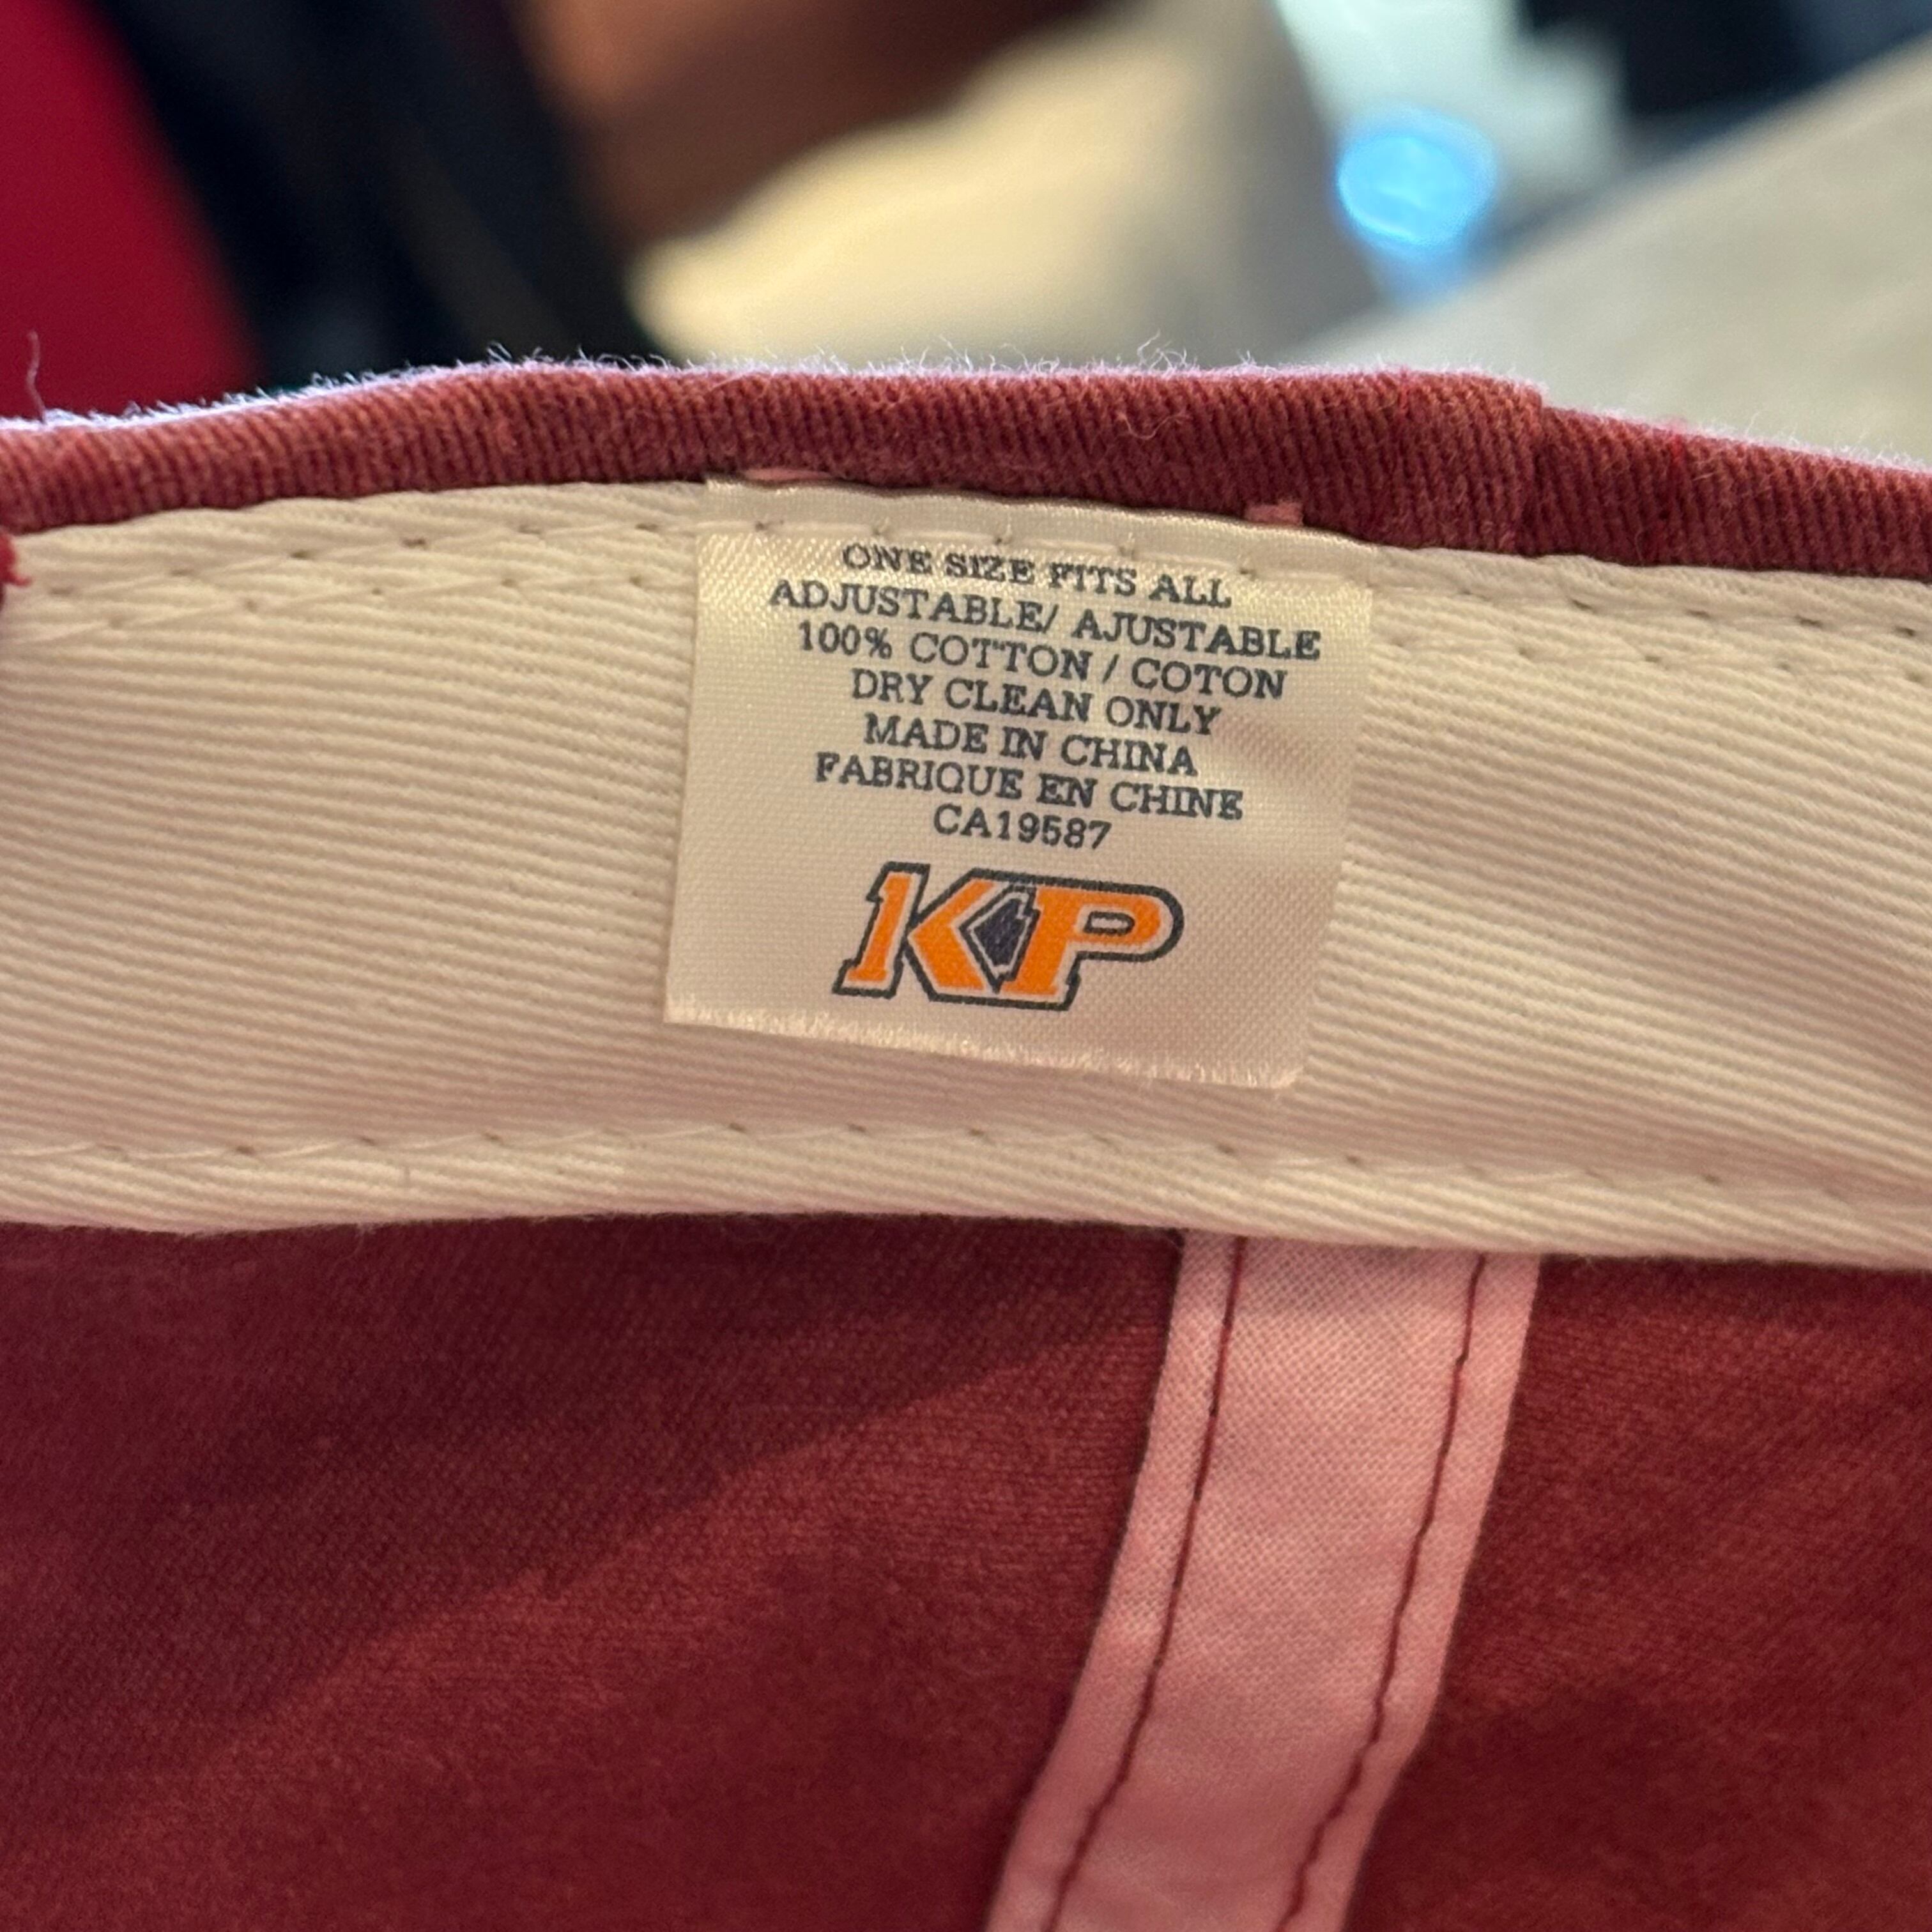 ONE SIZE FITS ALL
ADJUSTABLE/ AJUSTABLE
100% COTTON / COTON
DRY CLEAN ONLY
MADE IN CHINA
FABRIQUE EN CHINE
CA19587
KP